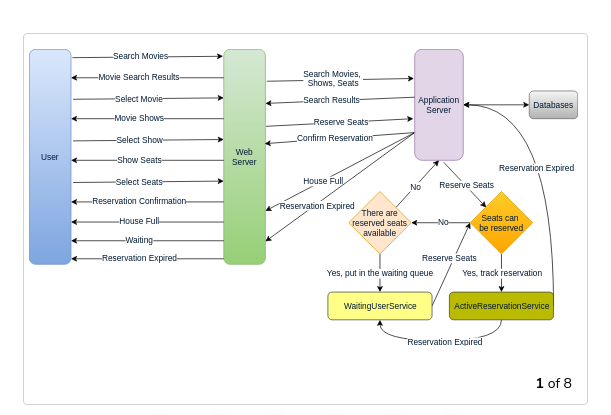 Search Movies
Movie Search Results
Select Movie
Movie Shows
Select Show
Show Seats
Select Seats
Reservation Confirmation
House Full
Waiting
Reservation Expired
User
Web
Server
Search Movies,
Shows, Seats
Search Results
Reserve Seats
Confirm Reservation
House Full
Reservation Expired
Application
Server
Databases
Reservation Expired
No
Reserve Seats
There are
reserved seats
available
No
Seats can
be reserved
Yes, put in the waiting queue
Reserve Seats
Yes, track reservation
WaitingUserService
ActiveReservationService
Reservation Expired
1 of 8